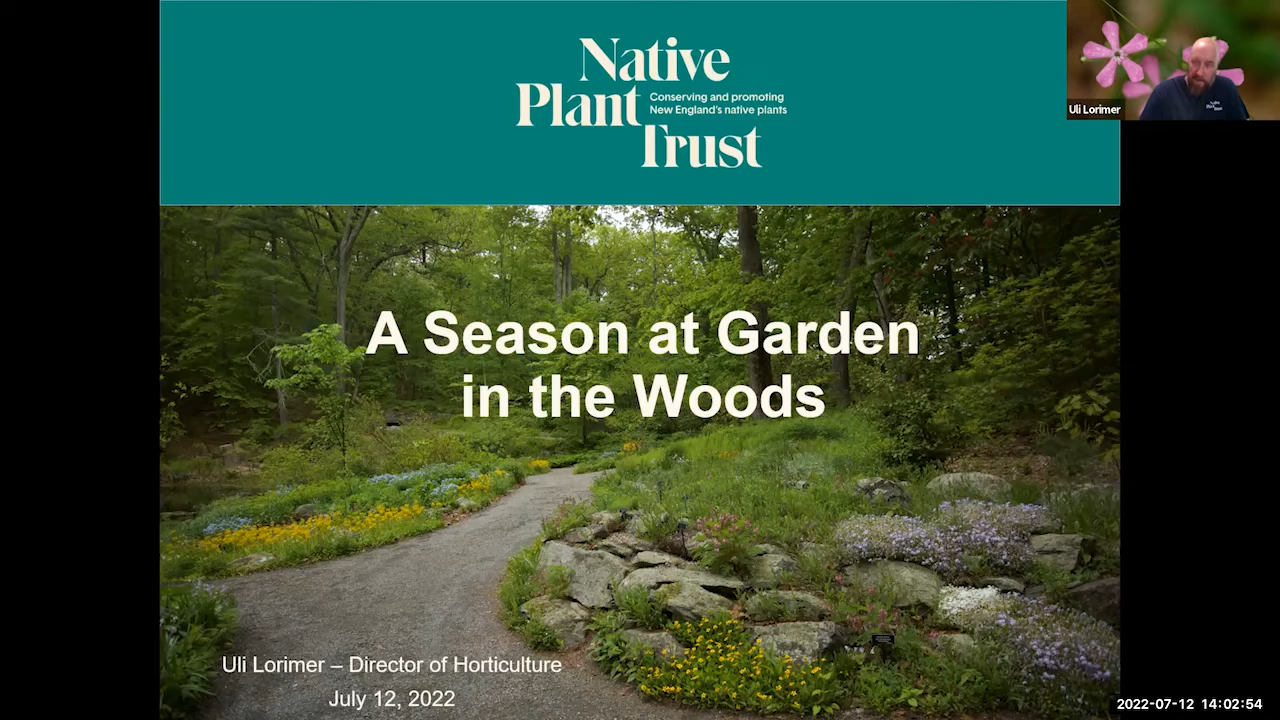 Native
Plant
Conserving and promoting
New England's native plants
Trust
Uli Lorimer
A Season at Garden
in the Woods
Uli Lorimer – Director of Horticulture
July 12, 2022
2022-07-12 14:02:54